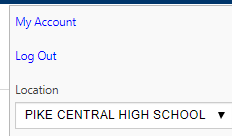 My Account
Log Out
Location
PIKE CENTRAL HIGH SCHOOL